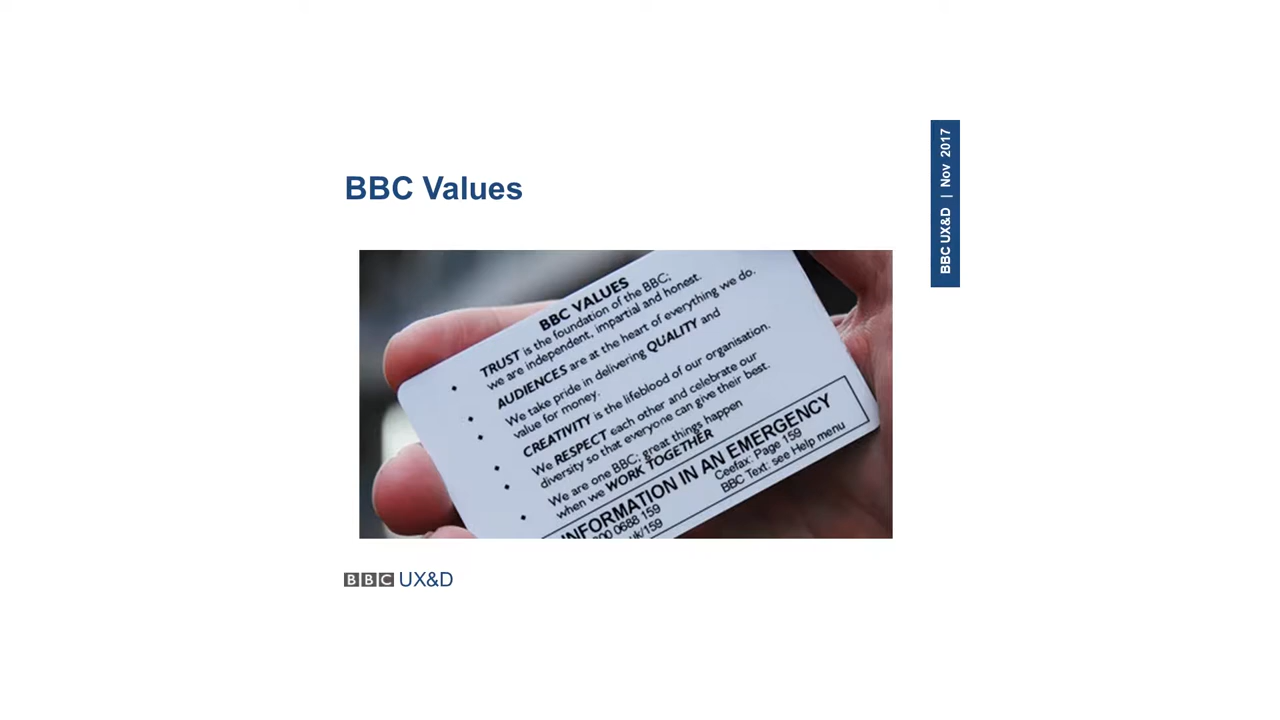 BBC Values
BBC UX&D | Nov 2017
BBC VALUES
• TRUST is the foundation of the BBC;
we are independent, impartial and honest.
• AUDIENCES are at the heart of everything we do.
• We take pride in delivering QUALITY and
value for money.
• CREATIVITY is the lifeblood of our organisation.
• We RESPECT each other and celebrate our
diversity so that everyone can give their best.
• We are one BBC; great things happen
when we WORK TOGETHER
INFORMATION IN AN EMERGENCY
0688 159
Ceefax: Page 159
uk/159
BBC Text: see Help menu
BBC UX&D